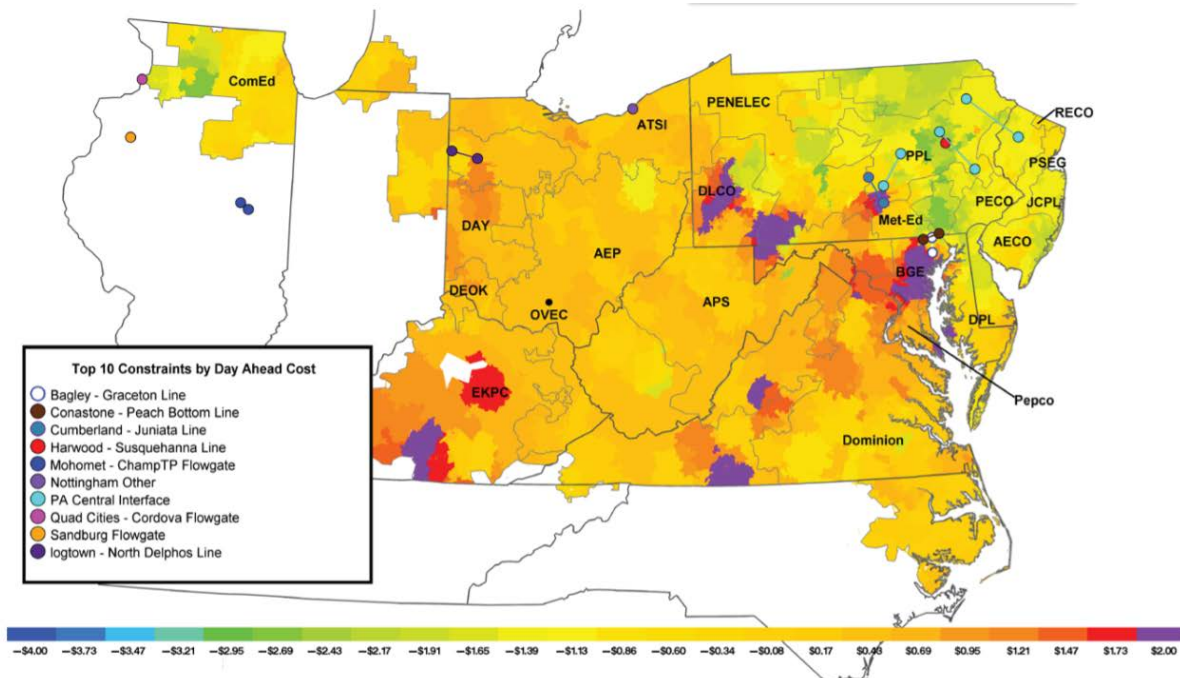 ComEd
PENELEC
ATSI
RECO
PPL
PSEG
DLCO
PECO
JCPL
Met-Ed
DAY
AEP
AECO
BGE
DEOK
OVEC
APS
DPL
Top 10 Constraints by Day Ahead Cost
Bagley - Graceton Line
Conastone - Peach Bottom Line
Cumberland - Juniata Line
Harwood - Susquehanna Line
Mohomet - ChampTP Flowgate
Nottingham Other
PA Central Interface
Quad Cities - Cordova Flowgate
Sandburg Flowgate
logtown - North Delphos Line
EKPC
Pepco
Dominion
–$4.00 –$3.73 –$3.47 –$3.21 –$2.95 –$2.69 –$2.43 –$2.17 –$1.91 –$1.65 –$1.39 –$1.13 –$0.86 –$0.60 –$0.34 –$0.08 $0.17 $0.43 $0.69 $0.95 $1.21 $1.47 $1.73 $2.00